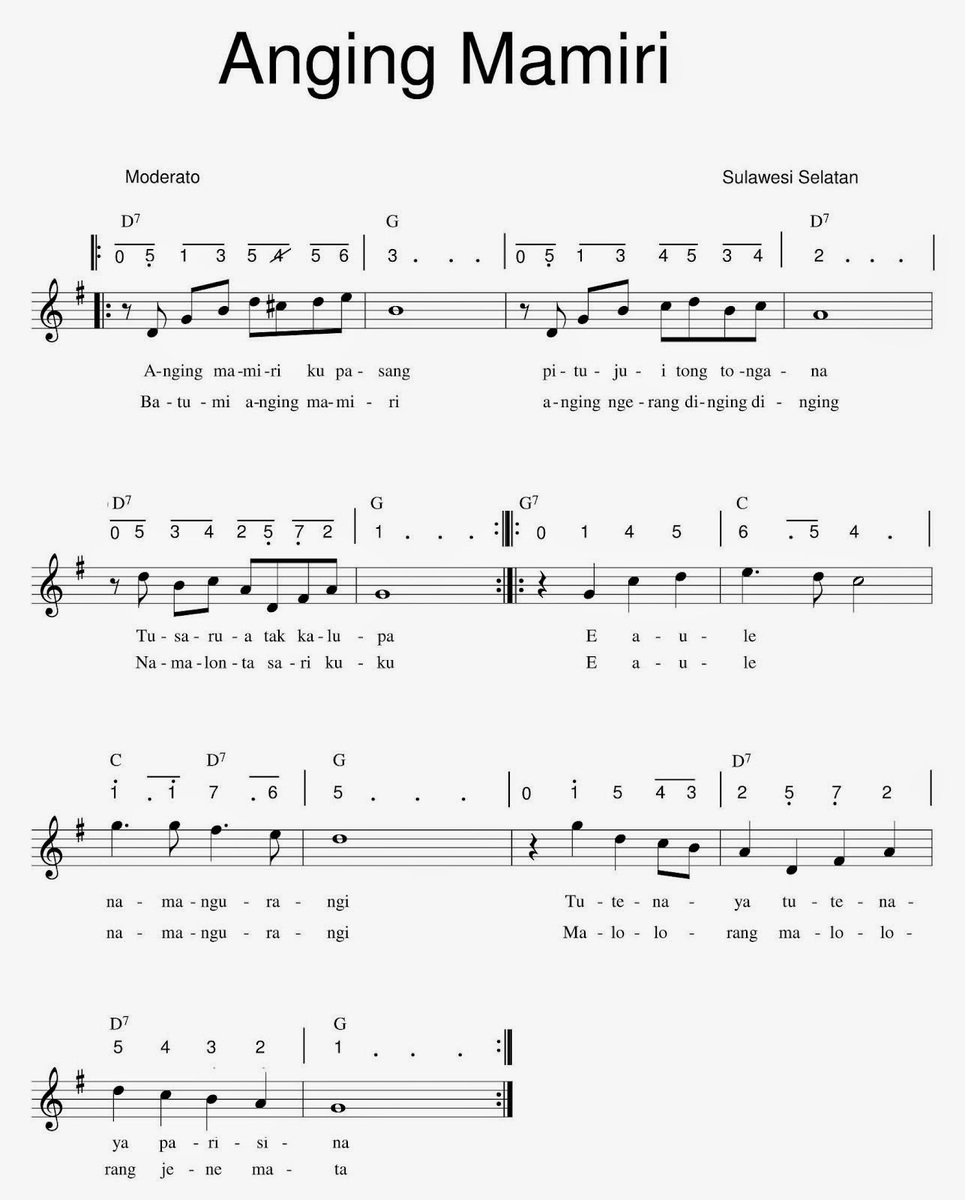 Anging Mamiri
Moderato Sulawesi Selatan
D7 G D7
0 5 1 3 5 4 5 6 3 . . . 0 5 1 3 4 5 3 4 2 . . .
A-nging ma-mi-ri ku pa - sang pi - tu - ju - i tong to -nga - na
Ba - tu - mi a-nging ma-mi - ri a -nging nge - rang di-nging di - nging
D7 G G7 C
0 5 3 4 2 5 7 2 1 . . . : : 0 1 4 5 6 . 5 4 .
Tu - sa - ru - a tak ka - lu - pa E a - u - le
Na - ma - lon - ta sa - ri ku - ku E a - u - le
C D7 G D7
1 . 1 7 . 6 5 . . . 0 1 5 4 3 2 5 7 2
na - ma - ngu - ra - ngi Tu - te - na - ya tu - te - na -
na - ma - ngu - ra - ngi Ma - lo - lo - rang ma - lo - lo -
D7 G
5 4 3 2 1 . . . :
ya pa - ri - si - na
rang je - ne ma - ta